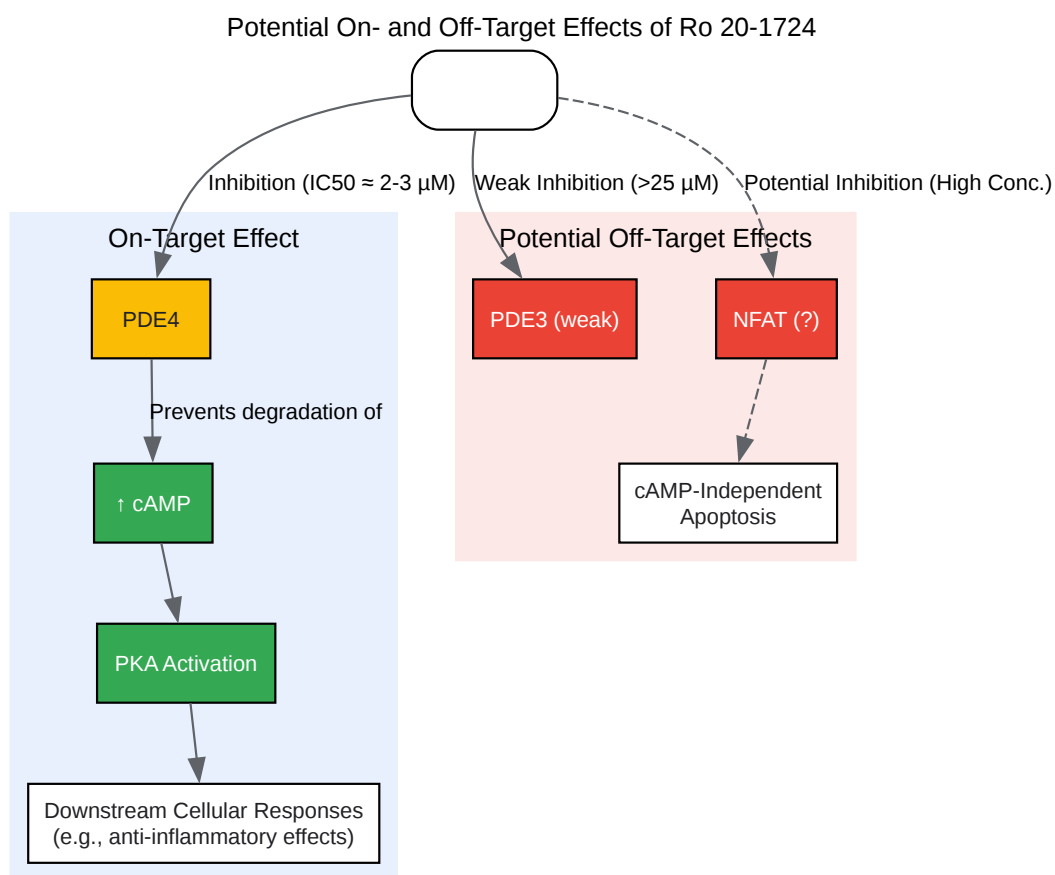 Potential On- and Off-Target Effects of Ro 20-1724
Inhibition (IC50 ≈ 2-3 µM)
Weak Inhibition (>25 µM)
Potential Inhibition (High Conc.)
On-Target Effect
Potential Off-Target Effects
PDE4
PDE3 (weak)
NFAT (?)
Prevents degradation of
↑ cAMP
cAMP-Independent
Apoptosis
PKA Activation
Downstream Cellular Responses
(e.g., anti-inflammatory effects)